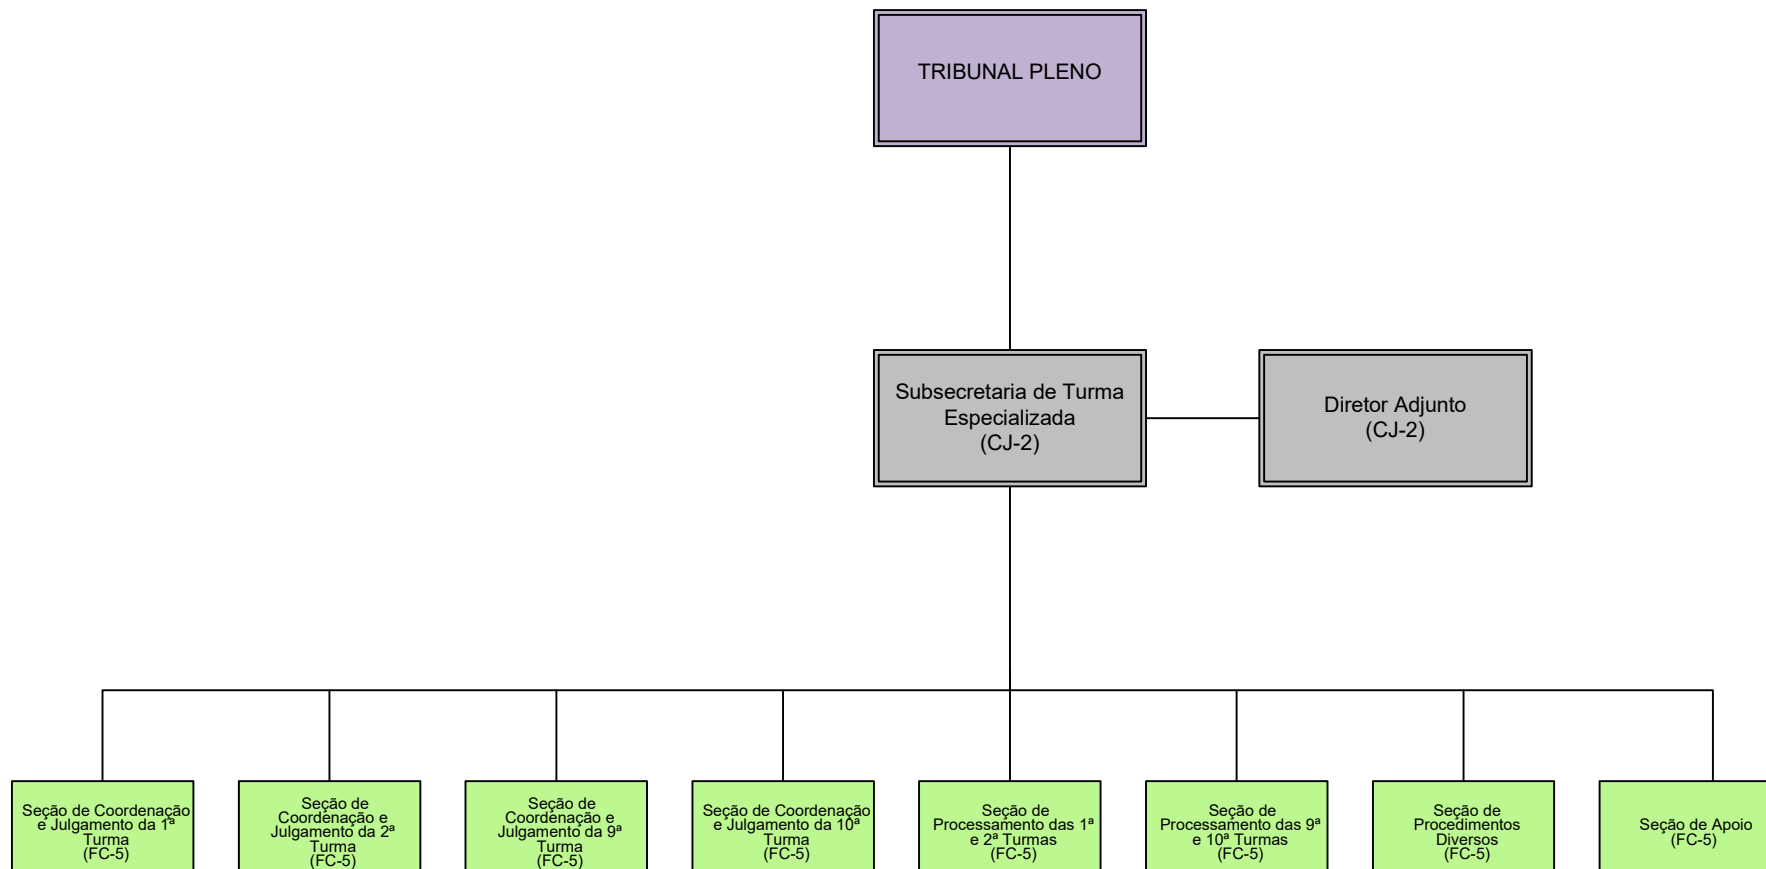 TRIBUNAL PLENO
Subsecretaria de Turma
Especializada
(CJ-2)
Diretor Adjunto
(CJ-2)
Seção de Coordenação
e Julgamento da 1ª
Turma
(FC-5)
Seção de
Coordenação e
Julgamento da 2ª
Turma
(FC-5)
Seção de
Coordenação e
Julgamento da 9ª
Turma
(FC-5)
Seção de Coordenação
e Julgamento da 10ª
Turma
(FC-5)
Seção de
Processamento das 1ª
e 2ª Turmas
(FC-5)
Seção de
Processamento das 9ª
e 10ª Turmas
(FC-5)
Seção de
Procedimentos
Diversos
(FC-5)
Seção de Apoio
(FC-5)